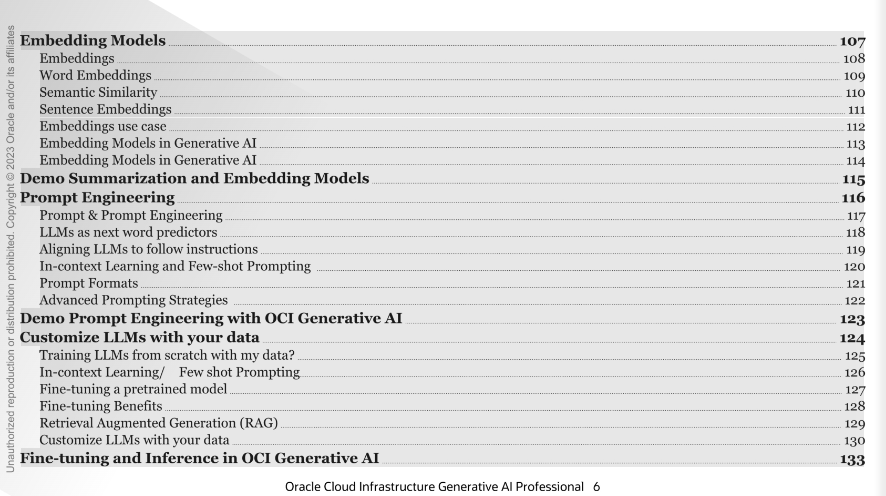 Embedding Models 107
Embeddings 108
Word Embeddings 109
Semantic Similarity 110
Sentence Embeddings 111
Embeddings use case 112
Embedding Models in Generative AI 113
Embedding Models in Generative AI 114
Demo Summarization and Embedding Models 115
Prompt Engineering 116
Prompt & Prompt Engineering 117
LLMs as next word predictors 118
Aligning LLMs to follow instructions 119
In-context Learning and Few-shot Prompting 120
Prompt Formats 121
Advanced Prompting Strategies 122
Demo Prompt Engineering with OCI Generative AI 123
Customize LLMs with your data 124
Training LLMs from scratch with my data? 125
In-context Learning/ Few shot Prompting 126
Fine-tuning a pretrained model 127
Fine-tuning Benefits 128
Retrieval Augmented Generation (RAG) 129
Customize LLMs with your data 130
Fine-tuning and Inference in OCI Generative AI 133
Oracle Cloud Infrastructure Generative AI Professional 6
Unauthorized reproduction or distribution prohibited. Copyright © 2023 Oracle and/or its affiliates